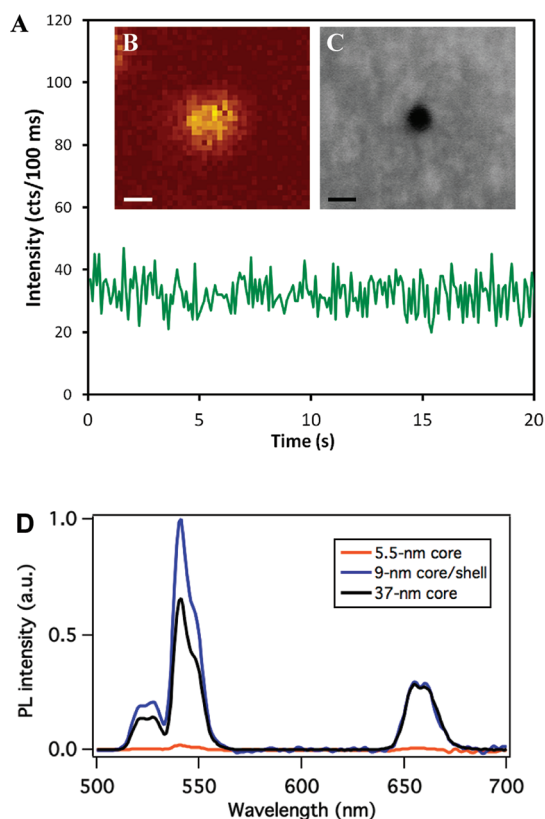 A
B
C
120
100
80
60
40
20
0
Intensity (cts/100 ms)
0 5 10 15 20
Time (s)
D
1.0
0.5
0.0
PL intensity (a.u.)
5.5-nm core
9-nm core/shell
37-nm core
500 550 600 650 700
Wavelength (nm)